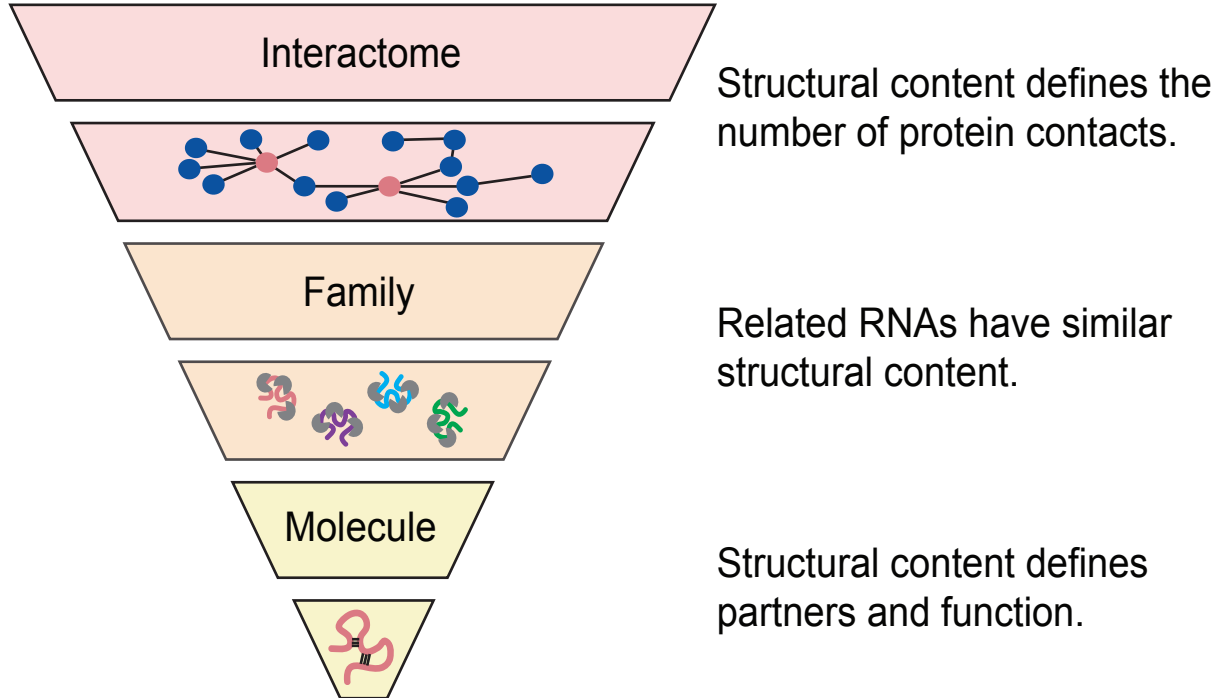 Interactome
Structural content defines the
number of protein contacts.
Family
Related RNAs have similar
structural content.
Molecule
Structural content defines
partners and function.